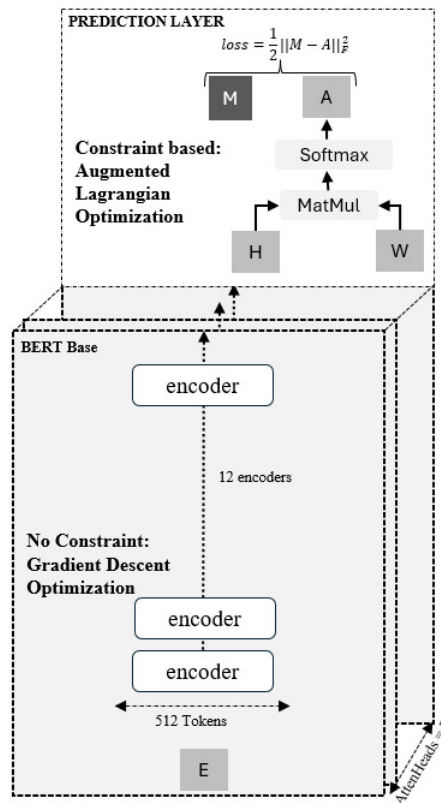 PREDICTION LAYER
loss = 1/2 ||M − A||²_F
M
A
Constraint based:
Augmented
Lagrangian
Optimization
Softmax
MatMul
H
W
BERT Base
encoder
12 encoders
No Constraint:
Gradient Descent
Optimization
encoder
encoder
512 Tokens
E
AttenHeads =